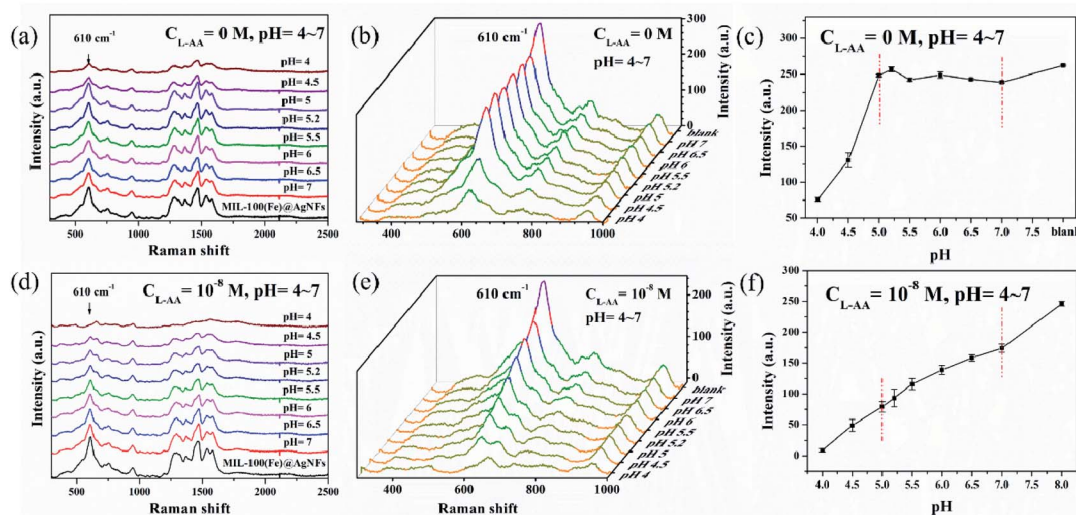 (a)
610 cm⁻¹
C_L-AA = 0 M, pH= 4~7
pH= 4
pH= 4.5
pH= 5
pH= 5.2
pH= 5.5
pH= 6
pH= 6.5
pH= 7
MIL-100(Fe)@AgNFs
Intensity (a.u.)
500 1000 1500 2000 2500
Raman shift
(b)
610 cm⁻¹
C_L-AA = 0 M
pH= 4~7
300
200
100
0
Intensity (a.u.)
blank
pH 7
pH 6.5
pH 6
pH 5.5
pH 5.2
pH 5
pH 4.5
pH 4
400 600 800 1000
Raman shift
(c)
C_L-AA = 0 M, pH= 4~7
Intensity (a.u.)
300
250
200
150
100
50
4.0 4.5 5.0 5.5 6.0 6.5 7.0 7.5 blank
pH
(d)
610 cm⁻¹
C_L-AA = 10⁻⁸ M, pH= 4~7
pH= 4
pH= 4.5
pH= 5
pH= 5.2
pH= 5.5
pH= 6
pH= 6.5
pH= 7
MIL-100(Fe)@AgNFs
Intensity (a.u.)
500 1000 1500 2000 2500
Raman shift
(e)
610 cm⁻¹
C_L-AA = 10⁻⁸ M
pH= 4~7
200
100
0
Intensity (a.u.)
blank
pH 7
pH 6.5
pH 6
pH 5.5
pH 5.2
pH 5
pH 4.5
pH 4
400 600 800 1000
Raman shift
(f)
C_L-AA = 10⁻⁸ M, pH= 4~7
Intensity (a.u.)
300
250
200
150
100
50
0
4.0 4.5 5.0 5.5 6.0 6.5 7.0 7.5 8.0
pH